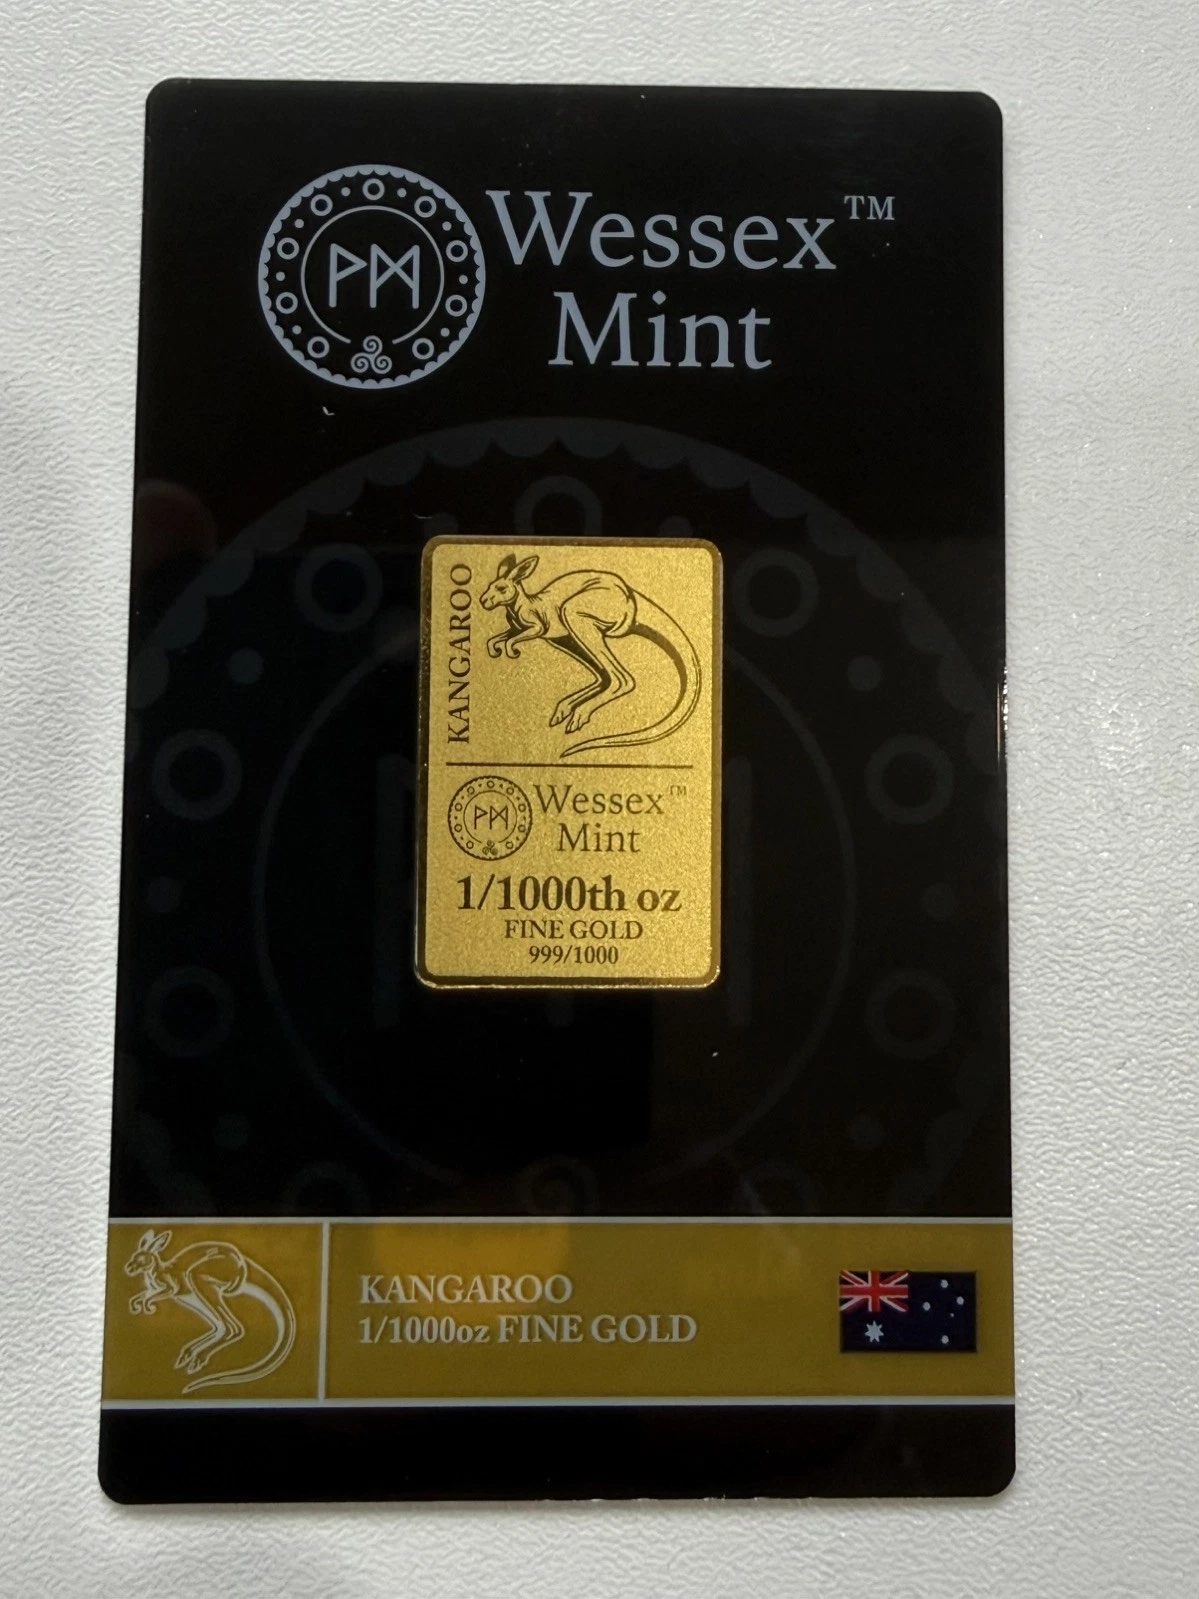 Wessex™
Mint
KANGAROO
Wessex™
Mint
1/1000th oz
FINE GOLD
999/1000
KANGAROO
1/1000oz FINE GOLD